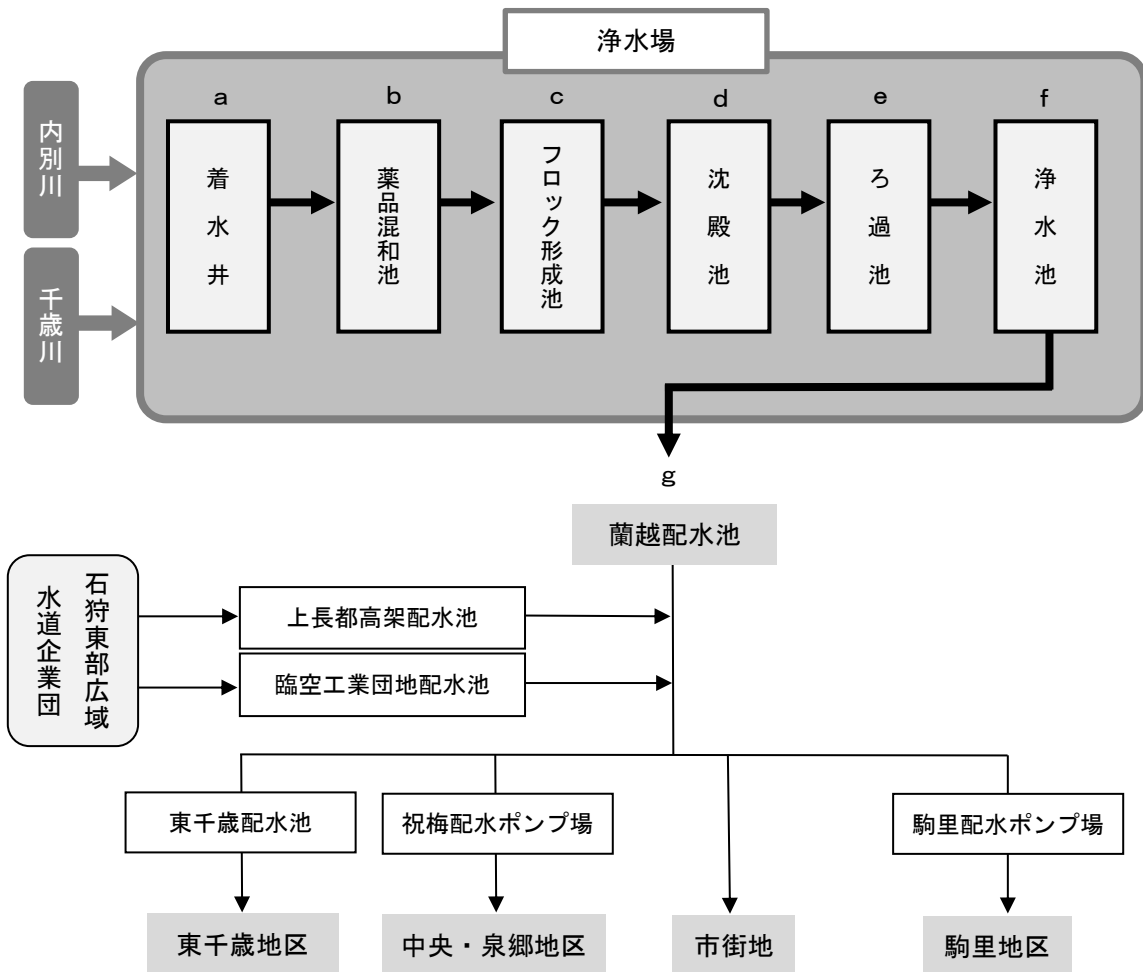 浄水場
a
b
c
d
e
f
内別川
千歳川
着水井
薬品混和池
フロック形成池
沈殿池
ろ過池
浄水池
g
蘭越配水池
石狩東部広域
水道企業団
上長都高架配水池
臨空工業団地配水池
東千歳配水池
祝梅配水ポンプ場
駒里配水ポンプ場
東千歳地区
中央・泉郷地区
市街地
駒里地区